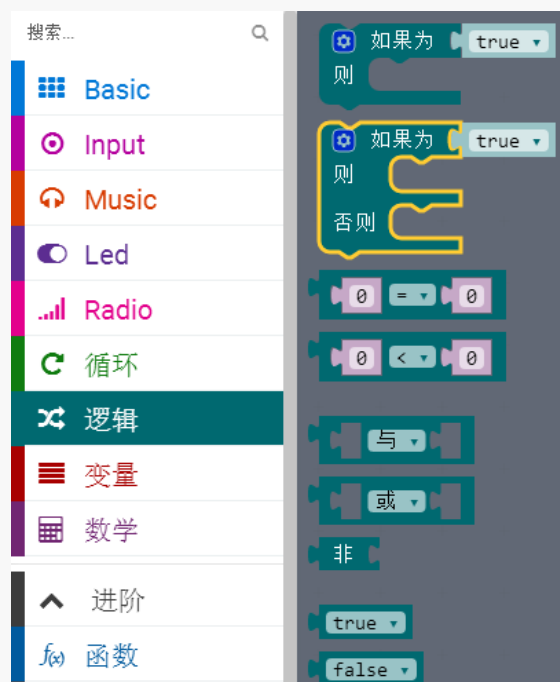 搜索...
Basic
Input
Music
Led
Radio
循环
逻辑
变量
数学
进阶
f(x) 函数
如果为 true
则
如果为 true
则
否则
0 = 0
0 < 0
与
或
非
true
false